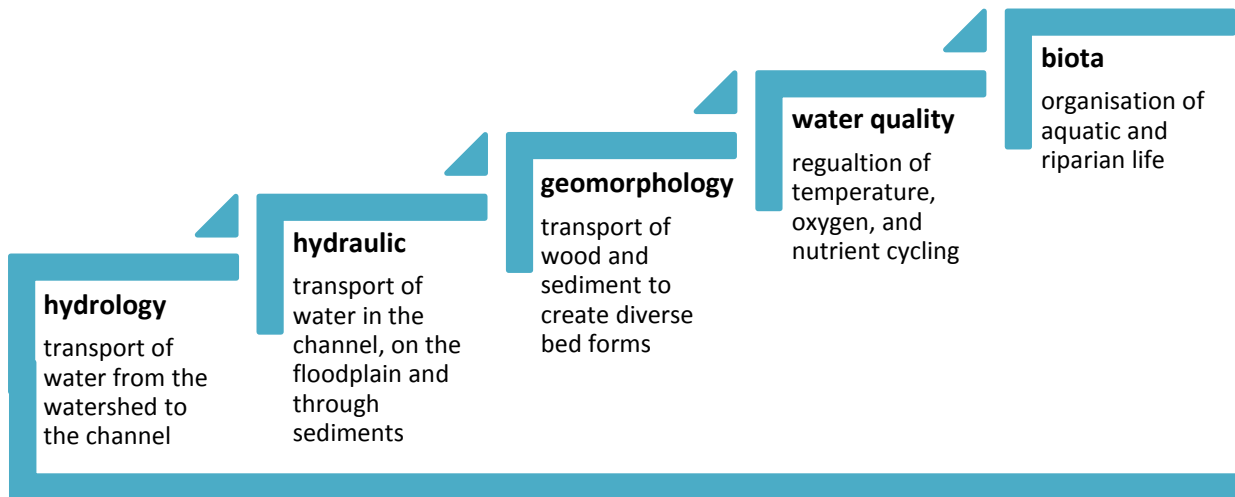 hydrology
transport of
water from the
watershed to
the channel
hydraulic
transport of
water in the
channel, on the
floodplain and
through
sediments
geomorphology
transport of
wood and
sediment to
create diverse
bed forms
water quality
regualtion of
temperature,
oxygen, and
nutrient cycling
biota
organisation of
aquatic and
riparian life